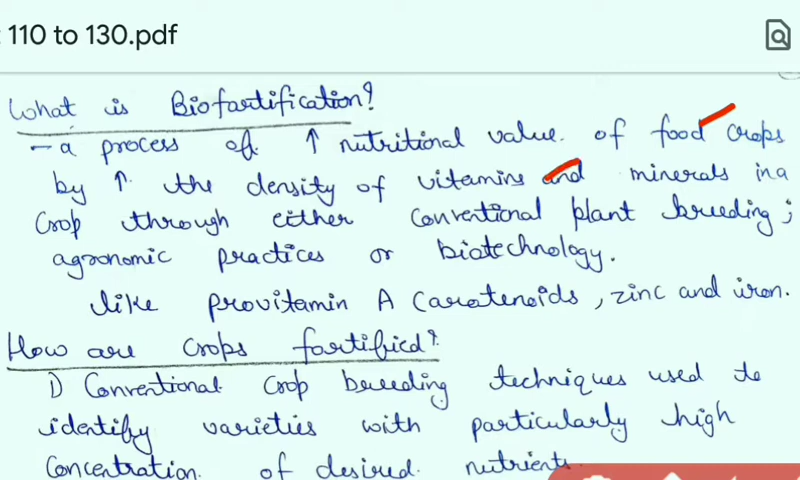 : 110 to 130.pdf
What is Biofortification?
- a process of ↑ nutritional value of food crops
by ↑ the density of vitamins and minerals in a
crop through either conventional plant breeding;
agronomic practices or biotechnology.
like provitamin A carotenoids, zinc and iron.
How are crops fortified?
1) Conventional crop breeding techniques used to
identify varieties with particularly high
concentration of desired nutrients.